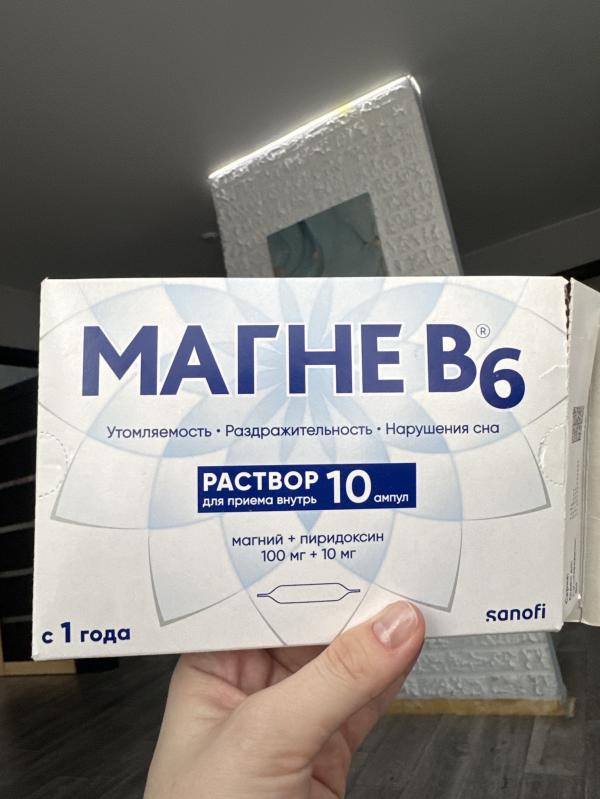 МАГНЕ B6®
Утомляемость • Раздражительность • Нарушения сна
РАСТВОР
для приема внутрь
10 ампул
магний + пиридоксин
100 мг + 10 мг
с 1 года
sanofi